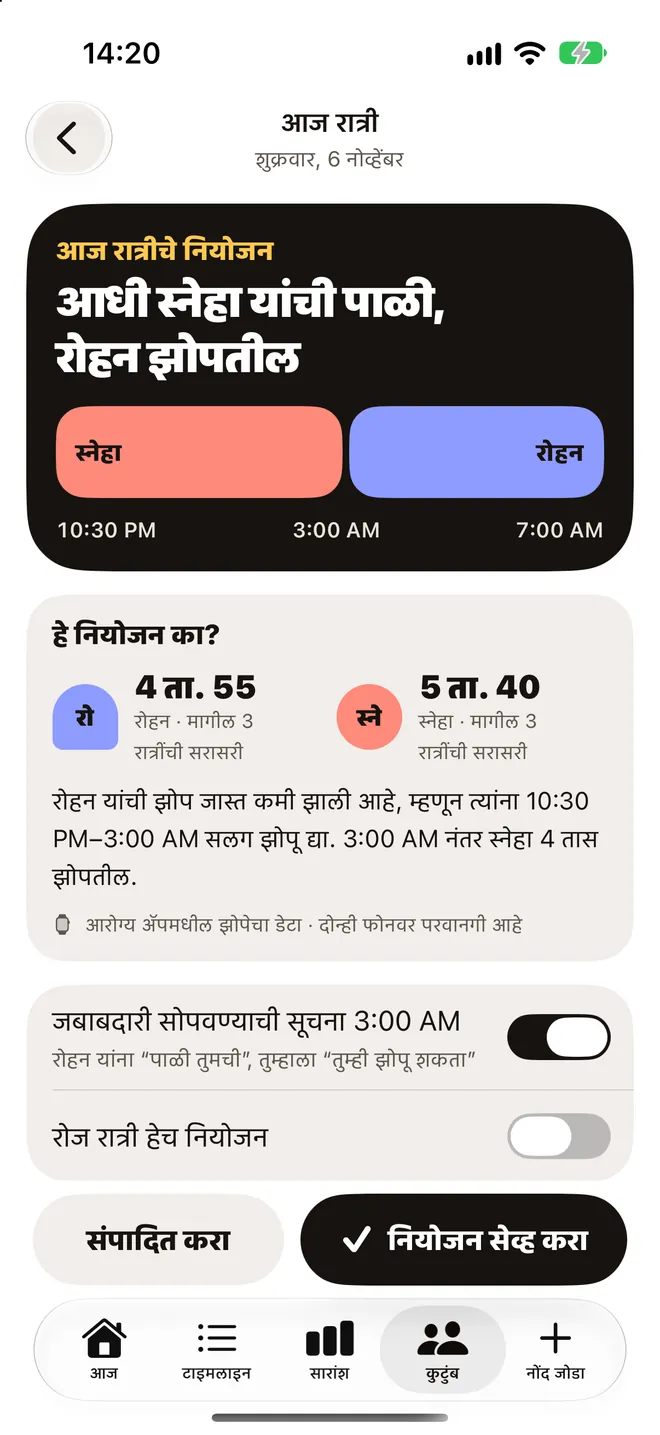 14:20
आज रात्री
शुक्रवार, 6 नोव्हेंबर
आज रात्रीचे नियोजन
आधी स्नेहा यांची पाळी,
रोहन झोपतील
स्नेहा
रोहन
10:30 PM
3:00 AM
7:00 AM
हे नियोजन का?
रो
4 ता. 55
रोहन · मागील 3
रात्रींची सरासरी
स्ने
5 ता. 40
स्नेहा · मागील 3
रात्रींची सरासरी
रोहन यांची झोप जास्त कमी झाली आहे, म्हणून त्यांना 10:30
PM–3:00 AM सलग झोपू द्या. 3:00 AM नंतर स्नेहा 4 तास
झोपतील.
आरोग्य ॲपमधील झोपेचा डेटा · दोन्ही फोनवर परवानगी आहे
जबाबदारी सोपवण्याची सूचना 3:00 AM
रोहन यांना “पाळी तुमची”, तुम्हाला “तुम्ही झोपू शकता”
रोज रात्री हेच नियोजन
संपादित करा
नियोजन सेव्ह करा
आज
टाइमलाइन
सारांश
कुटुंब
नोंद जोडा